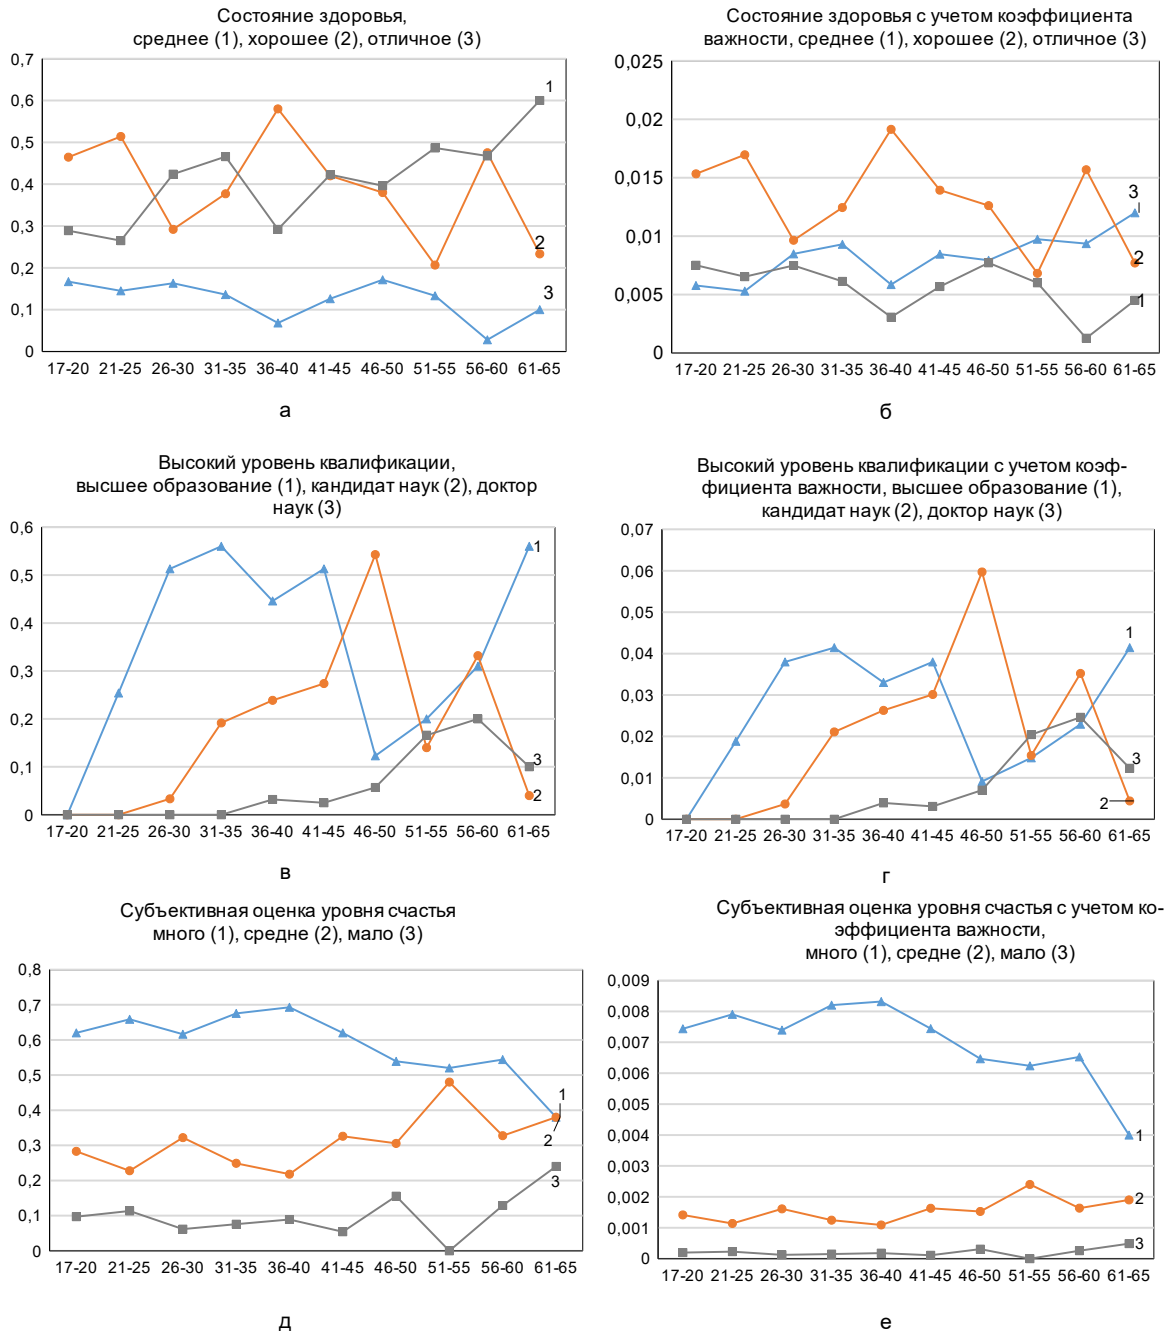 Состояние здоровья,
среднее (1), хорошее (2), отличное (3)
0,7
0,6
0,5
0,4
0,3
0,2
0,1
0
1
2
3
17-20 21-25 26-30 31-35 36-40 41-45 46-50 51-55 56-60 61-65
а
Состояние здоровья с учетом коэффициента
важности, среднее (1), хорошее (2), отличное (3)
0,025
0,02
0,015
0,01
0,005
0
3
2
1
17-20 21-25 26-30 31-35 36-40 41-45 46-50 51-55 56-60 61-65
б
Высокий уровень квалификации,
высшее образование (1), кандидат наук (2), доктор
наук (3)
0,6
0,5
0,4
0,3
0,2
0,1
0
1
3
2
17-20 21-25 26-30 31-35 36-40 41-45 46-50 51-55 56-60 61-65
в
Высокий уровень квалификации с учетом коэф-
фициента важности, высшее образование (1),
кандидат наук (2), доктор наук (3)
0,07
0,06
0,05
0,04
0,03
0,02
0,01
0
1
3
2
17-20 21-25 26-30 31-35 36-40 41-45 46-50 51-55 56-60 61-65
г
Субъективная оценка уровня счастья
много (1), средне (2), мало (3)
0,8
0,7
0,6
0,5
0,4
0,3
0,2
0,1
0
1
2
3
17-20 21-25 26-30 31-35 36-40 41-45 46-50 51-55 56-60 61-65
д
Субъективная оценка уровня счастья с учетом ко-
эффициента важности,
много (1), средне (2), мало (3)
0,009
0,008
0,007
0,006
0,005
0,004
0,003
0,002
0,001
0
1
2
3
17-20 21-25 26-30 31-35 36-40 41-45 46-50 51-55 56-60 61-65
е